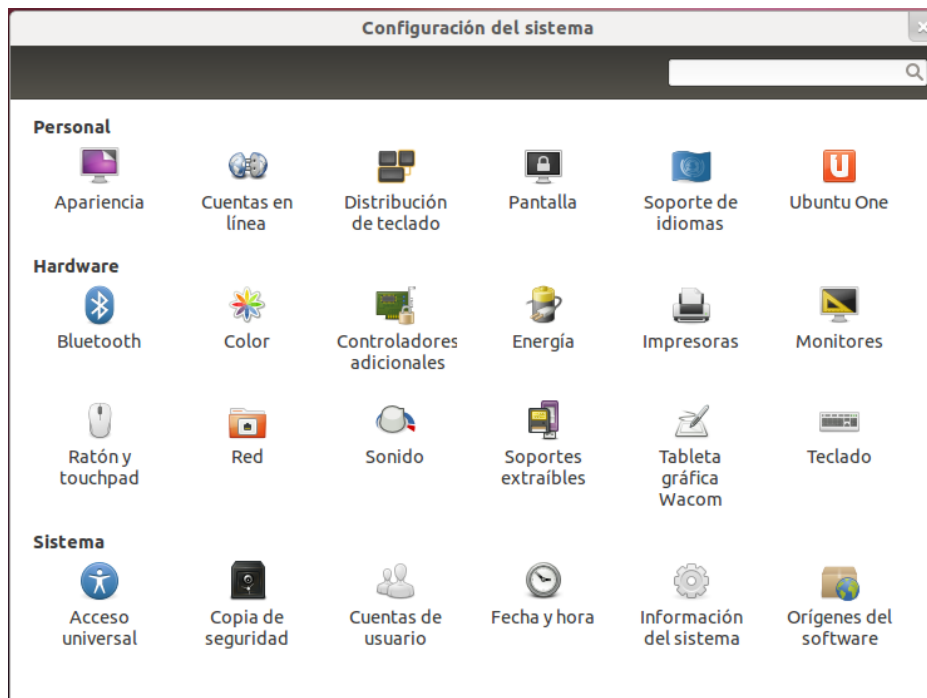 Configuración del sistema
Personal
Apariencia
Cuentas en
línea
Distribución
de teclado
Pantalla
Soporte de
idiomas
Ubuntu One
Hardware
Bluetooth
Color
Controladores
adicionales
Energía
Impresoras
Monitores
Ratón y
touchpad
Red
Sonido
Soportes
extraíbles
Tableta
gráfica
Wacom
Teclado
Sistema
Acceso
universal
Copia de
seguridad
Cuentas de
usuario
Fecha y hora
Información
del sistema
Orígenes del
software